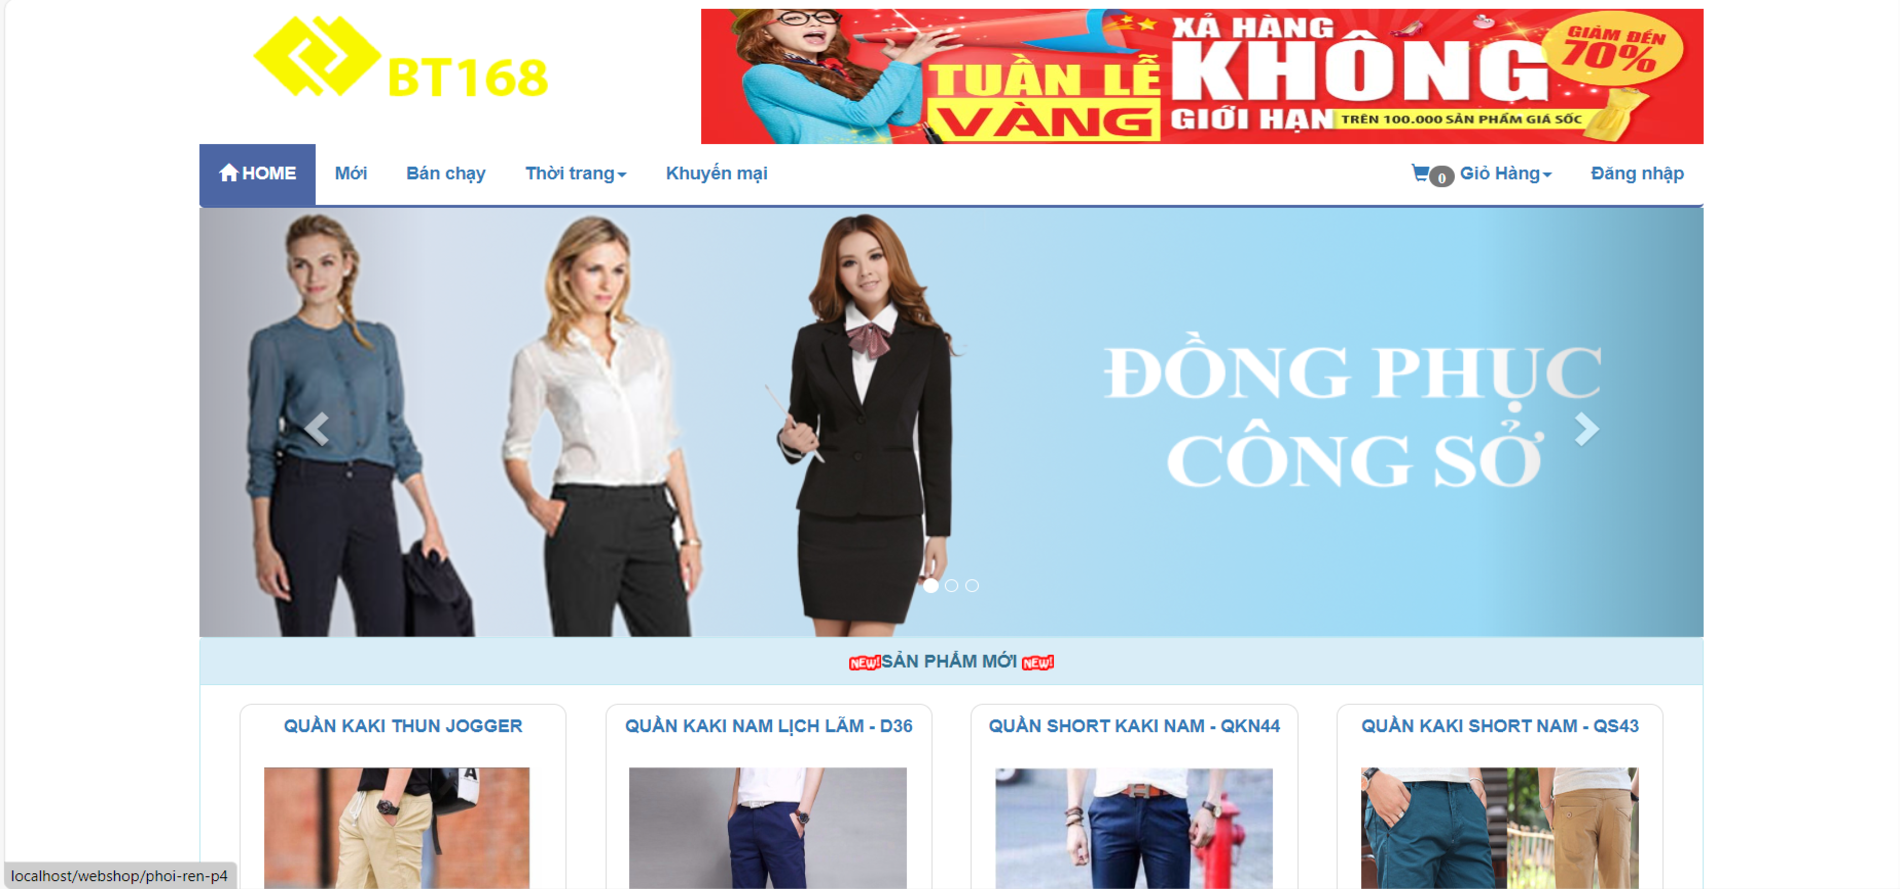 BT168
TUẦN LỄ
VÀNG
XẢ HÀNG
KHÔNG
GIỚI HẠN
TRÊN 100.000 SẢN PHẨM GIÁ SỐC
GIẢM ĐẾN
70%
HOME Mới Bán chạy Thời trang Khuyến mại 0 Giỏ Hàng Đăng nhập
ĐỒNG PHỤC
CÔNG SỞ
NEW! SẢN PHẨM MỚI NEW!
QUẦN KAKI THUN JOGGER
QUẦN KAKI NAM LỊCH LÃM - D36
QUẦN SHORT KAKI NAM - QKN44
QUẦN KAKI SHORT NAM - QS43
A
localhost/webshop/phoi-ren-p4